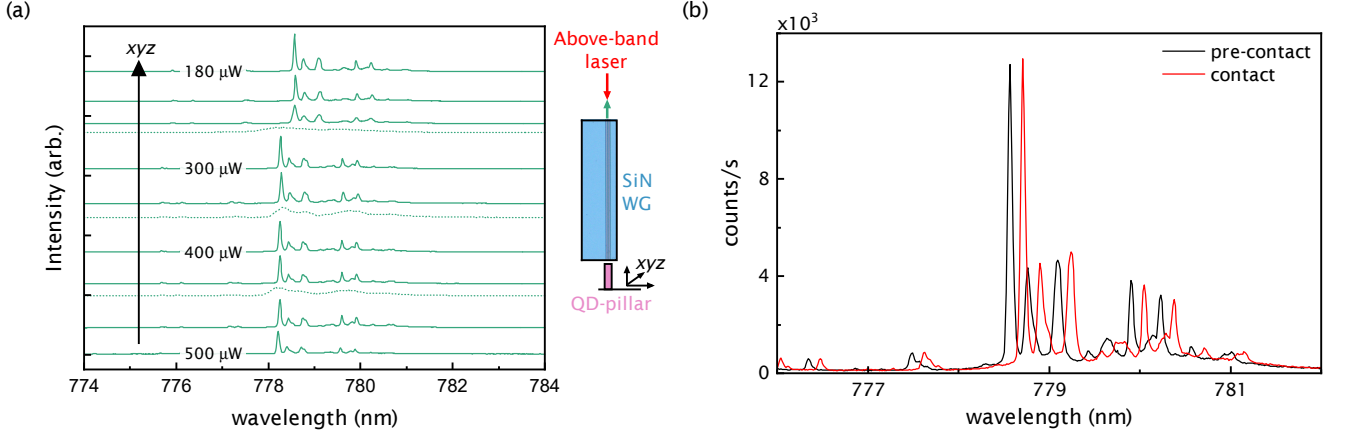 (a)
xyz
180 μW
300 μW
400 μW
500 μW
Intensity (arb.)
774
776
778
780
782
784
wavelength (nm)
Above-band
laser
SiN
WG
xyz
QD-pillar
(b)
x10³
pre-contact
contact
12
8
4
0
counts/s
777
779
781
wavelength (nm)